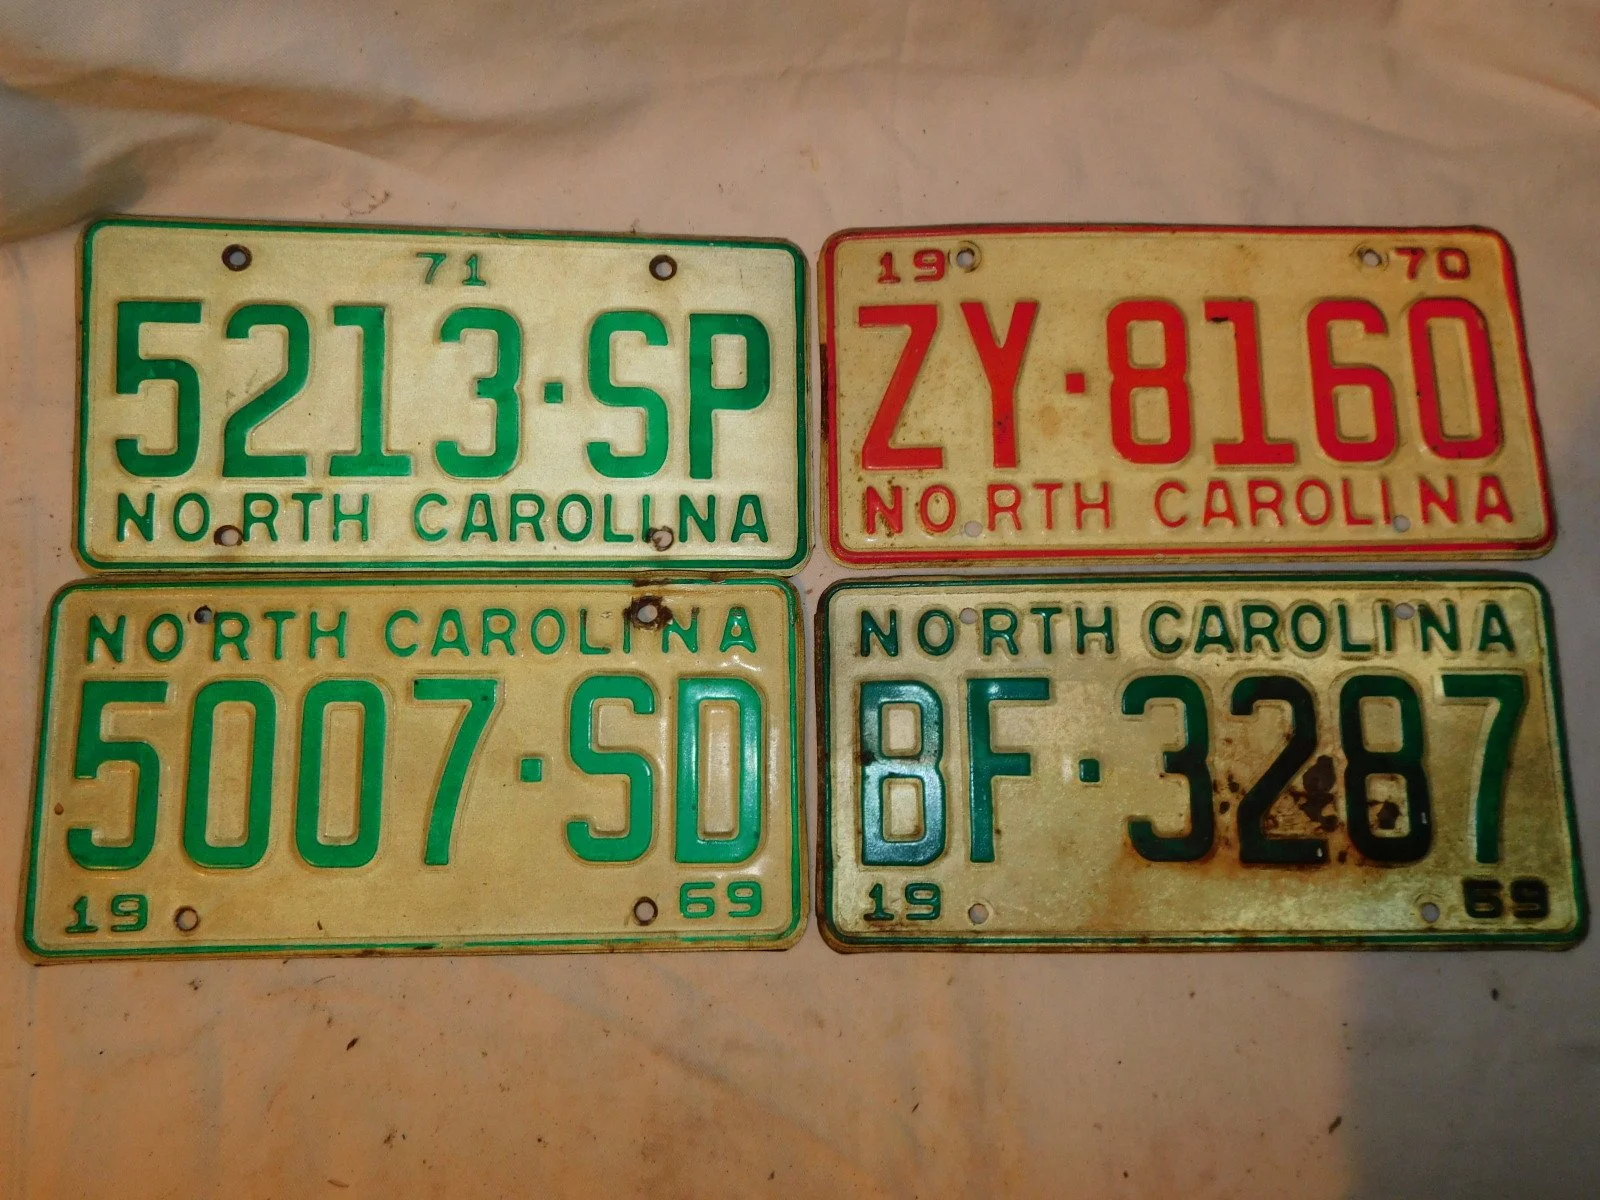 71
5213·SP
NORTH CAROLINA
19 70
ZY·8160
NORTH CAROLINA
NORTH CAROLINA
5007·SD
19 69
NORTH CAROLINA
BF·3287
19 69